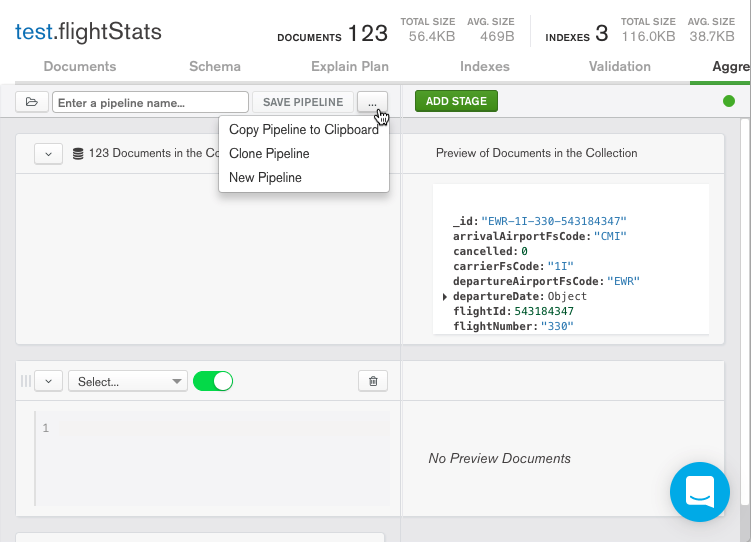 test.flightStats
DOCUMENTS 123 TOTAL SIZE 56.4KB AVG. SIZE 469B INDEXES 3 TOTAL SIZE 116.0KB AVG. SIZE 38.7KB
Documents Schema Explain Plan Indexes Validation Aggre
Enter a pipeline name... SAVE PIPELINE ... ADD STAGE
Copy Pipeline to Clipboard
Clone Pipeline
New Pipeline
123 Documents in the Co
Preview of Documents in the Collection
_id:"EWR-1I-330-543184347"
arrivalAirportFsCode:"CMI"
cancelled:0
carrierFsCode:"1I"
departureAirportFsCode:"EWR"
departureDate:Object
flightId:543184347
flightNumber:"330"
Select...
1
No Preview Documents